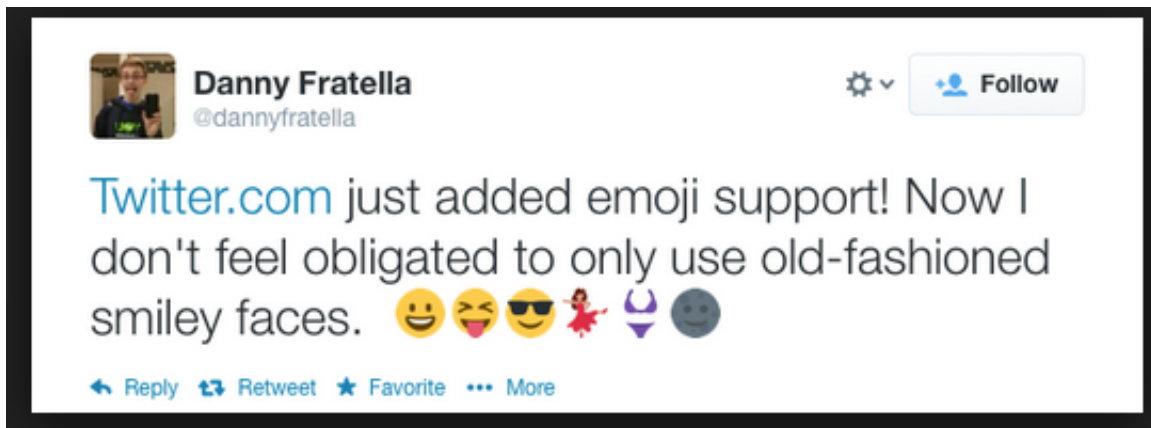 Danny Fratella
@dannyfratella
Follow
Twitter.com just added emoji support! Now I
don't feel obligated to only use old-fashioned
smiley faces. 😀😝😎💃👙🌚
Reply Retweet Favorite ••• More